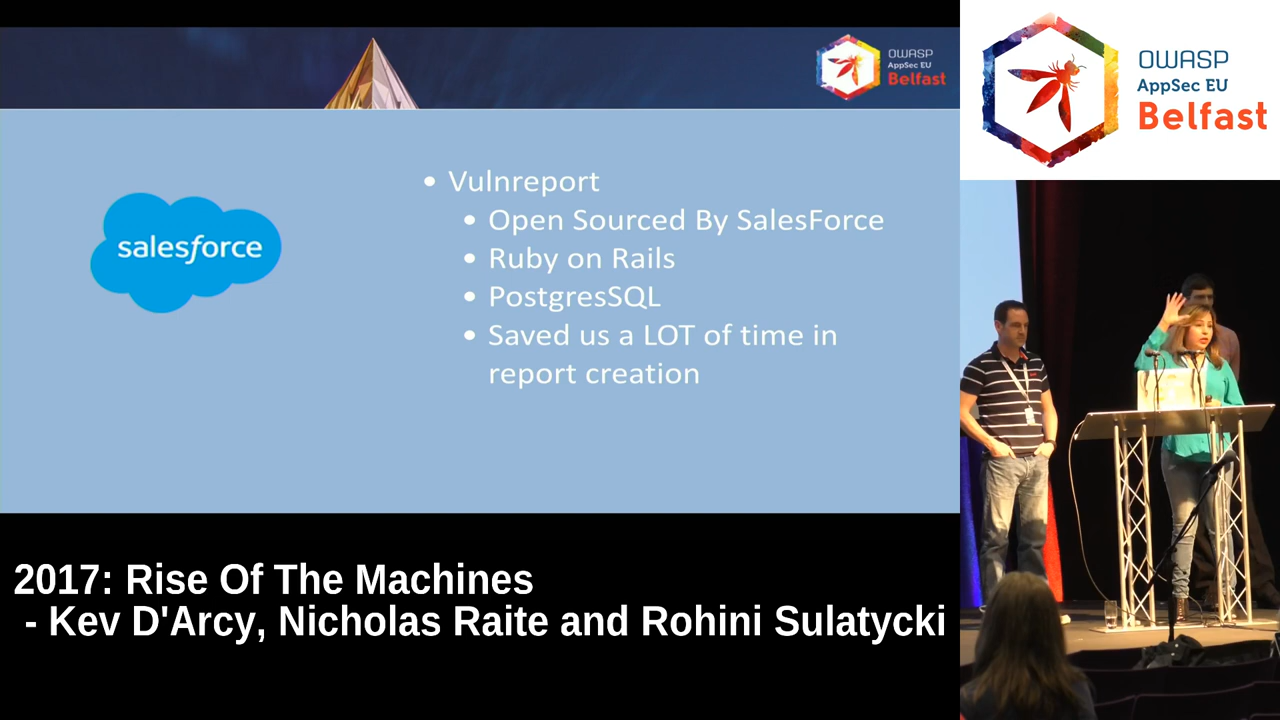 OWASP
AppSec EU
Belfast
OWASP
AppSec EU
Belfast
• Vulnreport
• Open Sourced By SalesForce
• Ruby on Rails
• PostgresSQL
• Saved us a LOT of time in
report creation
salesforce
2017: Rise Of The Machines
- Kev D'Arcy, Nicholas Raite and Rohini Sulatycki